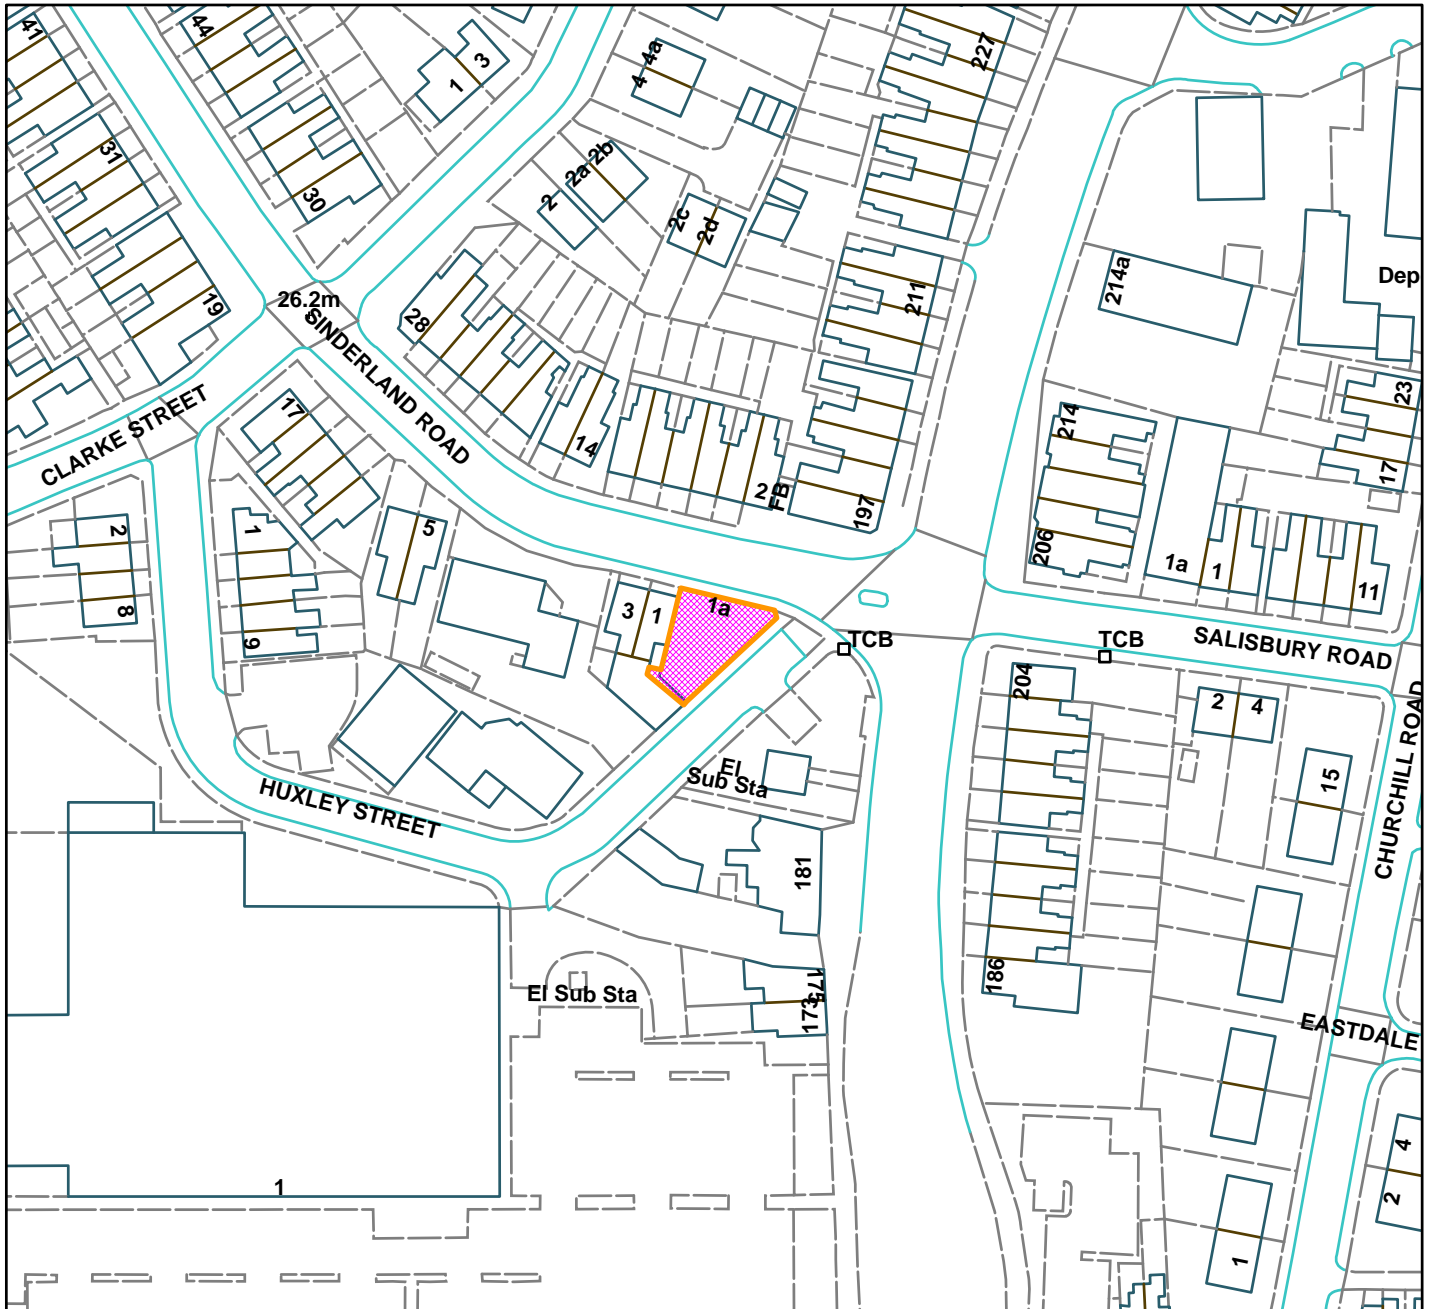 41
44
3
1
4a
4
227
31
30
2b
2a
2
2c
2d
19
26.2m
28
211
214a
Dep
SINDERLAND ROAD
CLARKE STREET
17
14
2
FB
197
214
206
23
17
1a
1
11
2
8
1
9
5
3
1
1a
TCB
TCB
SALISBURY ROAD
204
2
4
15
CHURCHILL ROAD
HUXLEY STREET
El
Sub Sta
181
El Sub Sta
175
173
186
EASTDALE
1
4
2
1